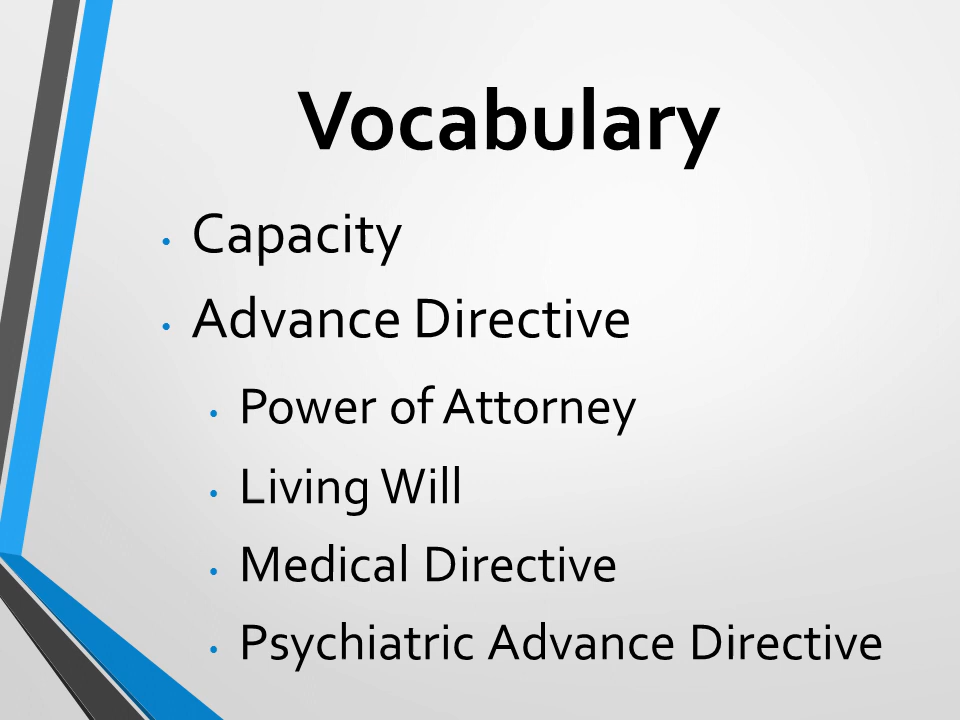 Vocabulary
• Capacity
• Advance Directive
• Power of Attorney
• Living Will
• Medical Directive
• Psychiatric Advance Directive